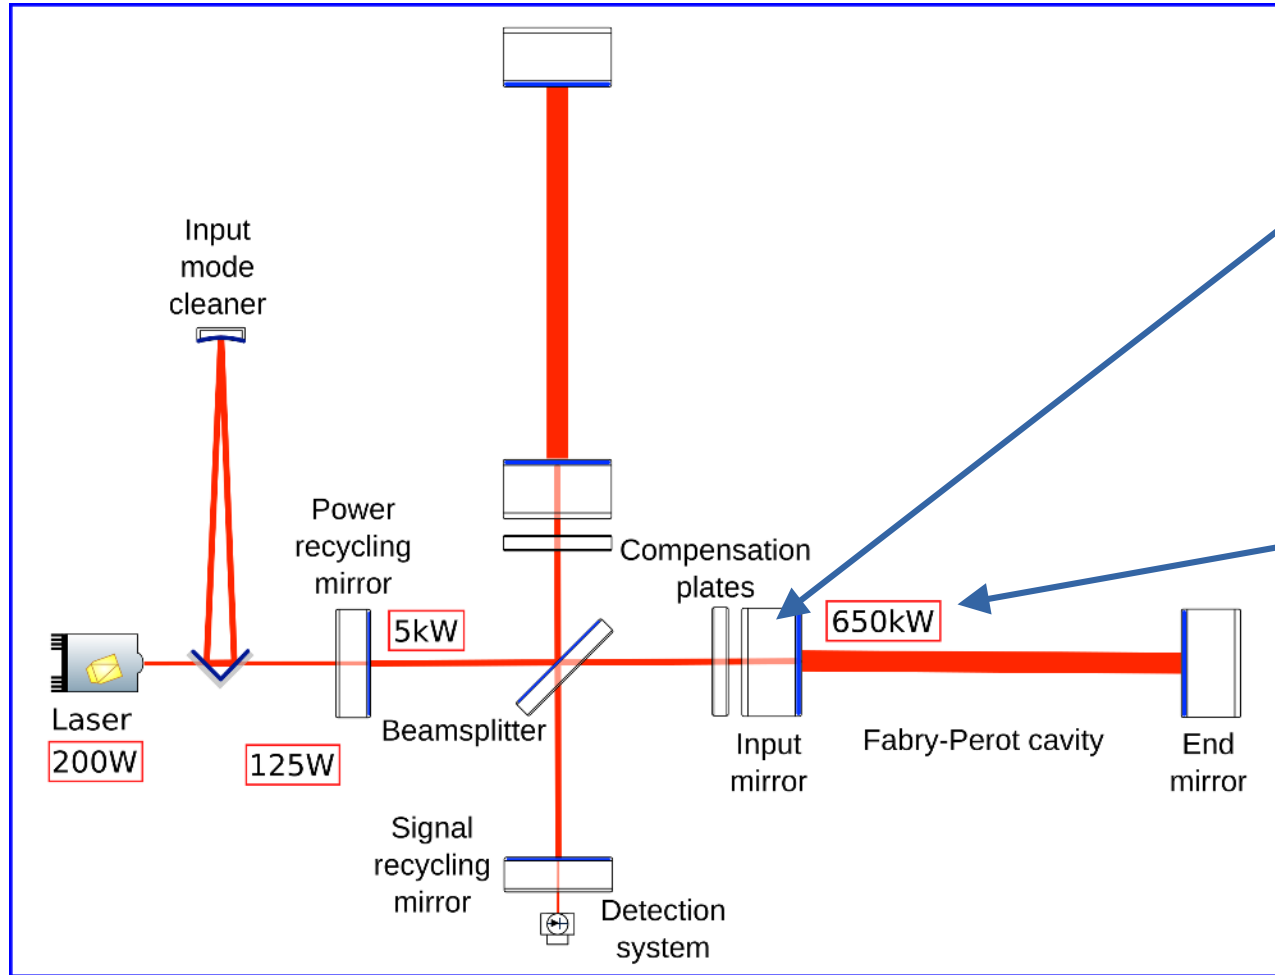 Input
mode
cleaner
Power
recycling
mirror
Compensation
plates
5kW
650kW
Laser
200W
125W
Beamsplitter
Input
mirror
Fabry-Perot cavity
End
mirror
Signal
recycling
mirror
Detection
system